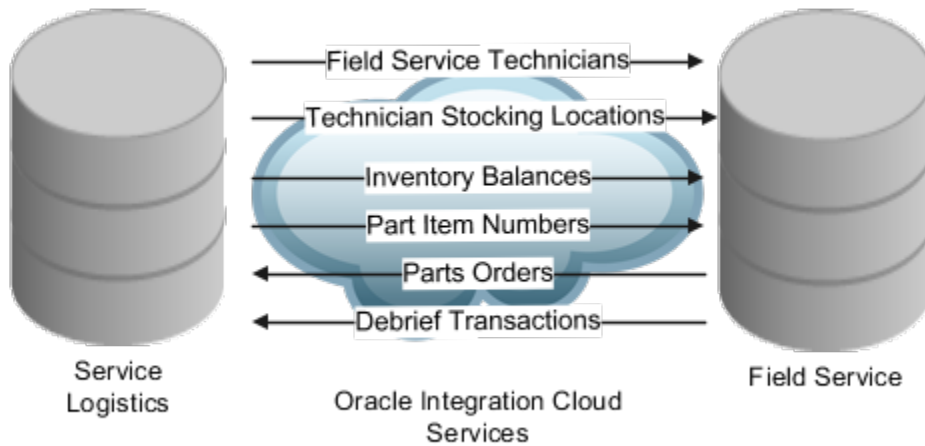 Field Service Technicians
Technician Stocking Locations
Inventory Balances
Part Item Numbers
Parts Orders
Debrief Transactions
Service
Logistics
Oracle Integration Cloud
Services
Field Service